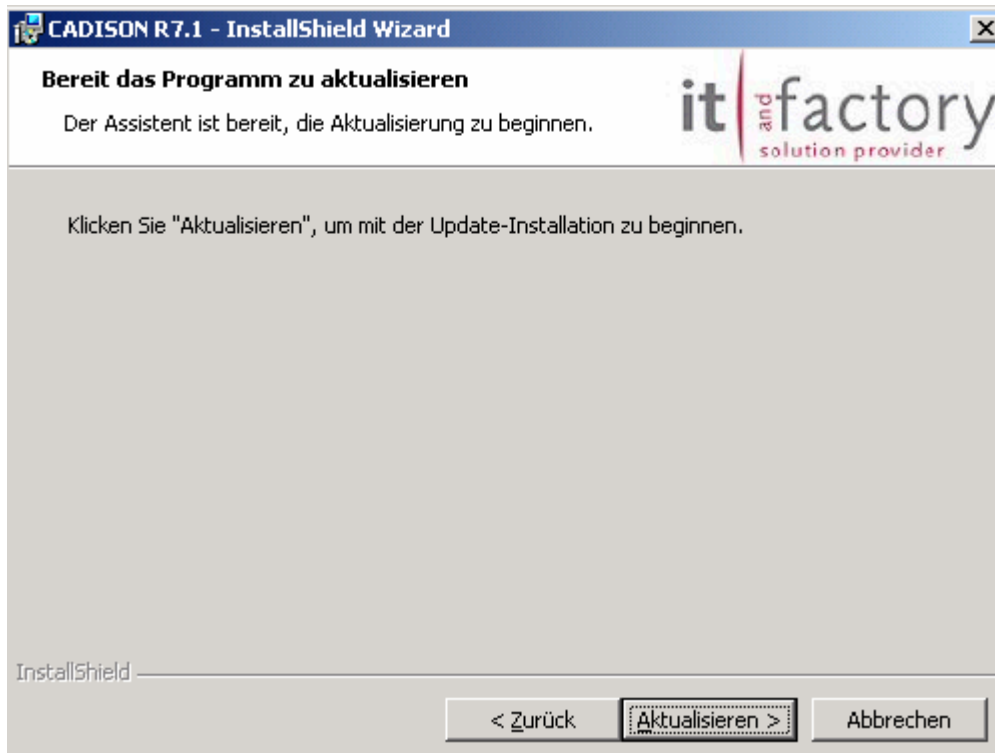 CADISON R7.1 - InstallShield Wizard
Bereit das Programm zu aktualisieren
Der Assistent ist bereit, die Aktualisierung zu beginnen.
it and factory
solution provider
Klicken Sie "Aktualisieren", um mit der Update-Installation zu beginnen.
InstallShield
< Zurück Aktualisieren > Abbrechen